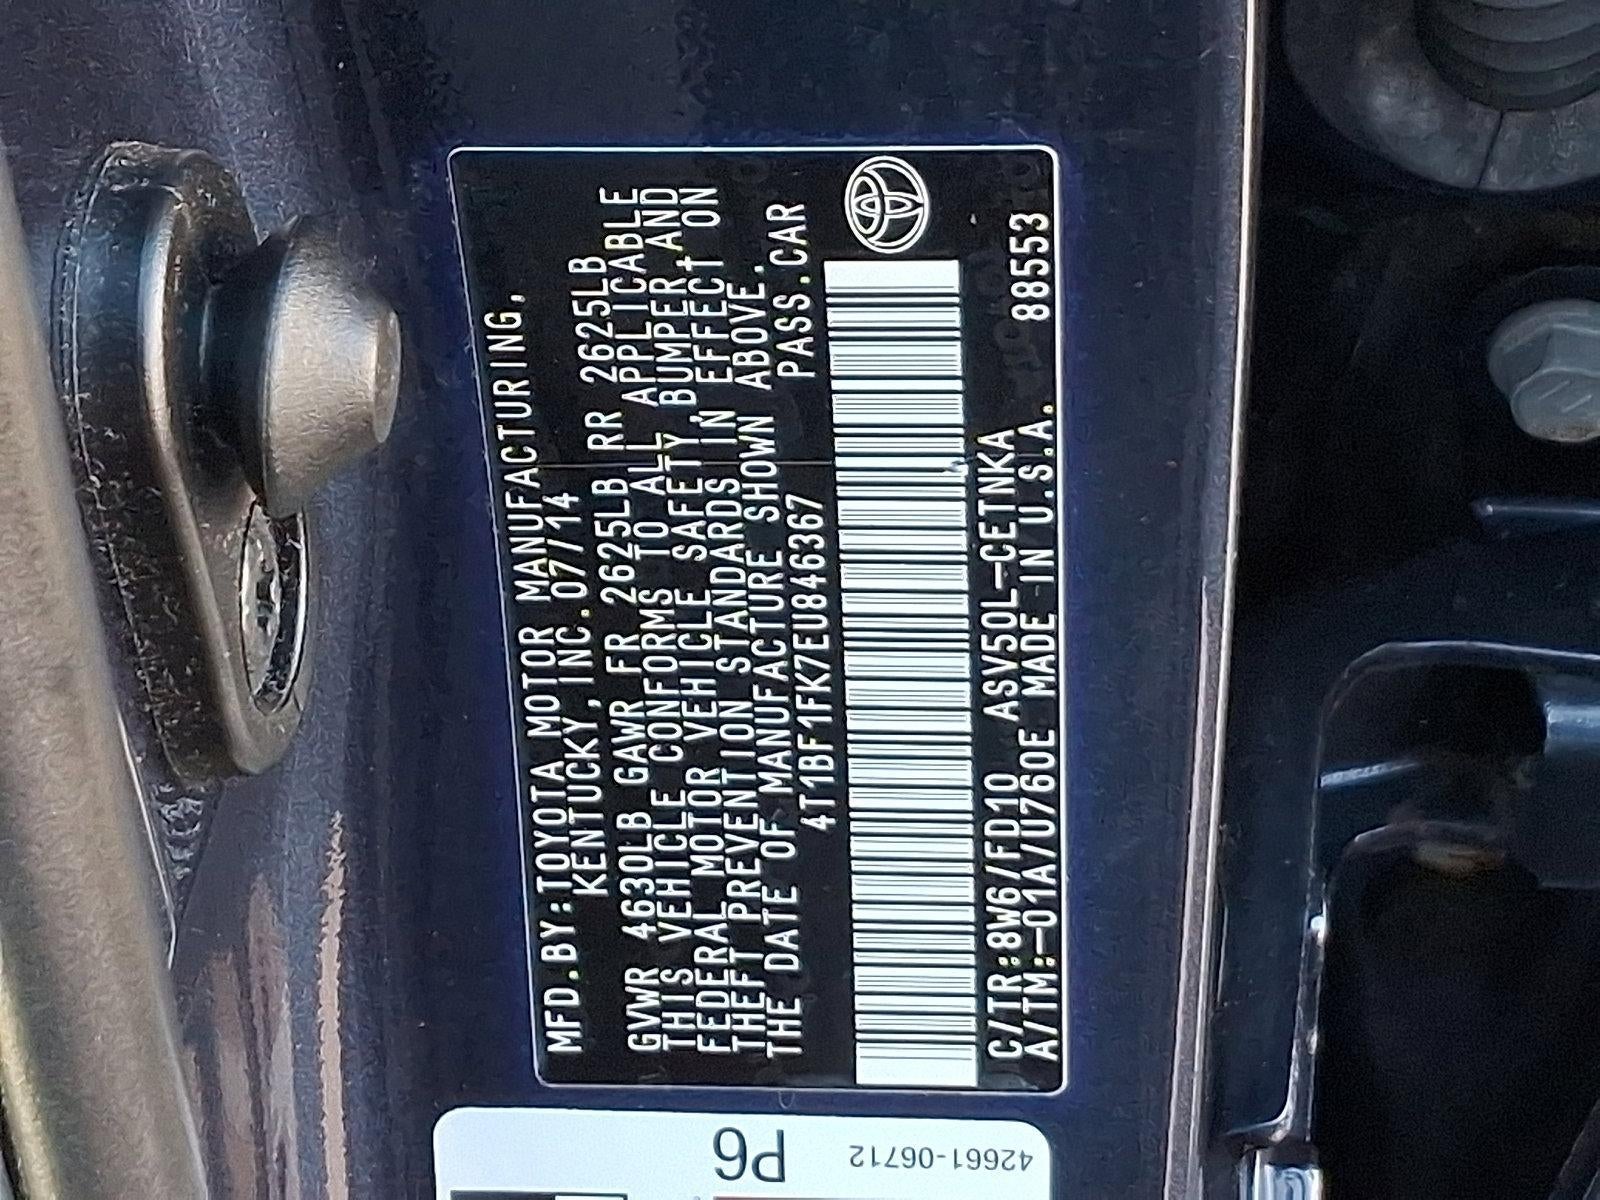 MFD.BY:TOYOTA MOTOR MANUFACTURING,
KENTUCKY,INC.07/14
GVWR 4630LB GAWR FR 2625LB RR 2625LB
THIS VEHICLE CONFORMS TO ALL APPLICABLE
FEDERAL MOTOR VEHICLE SAFETY,BUMPER,AND
THEFT PREVENTION STANDARDS IN EFFECT ON
THE DATE OF MANUFACTURE SHOWN ABOVE.
4T1BF1FK7EU846367 PASS.CAR
C/TR:8W6/FD10 ASV50L-CETNKA
A/TM:-01A/U760E MADE IN U.S.A. 88553
P6
42661-06712